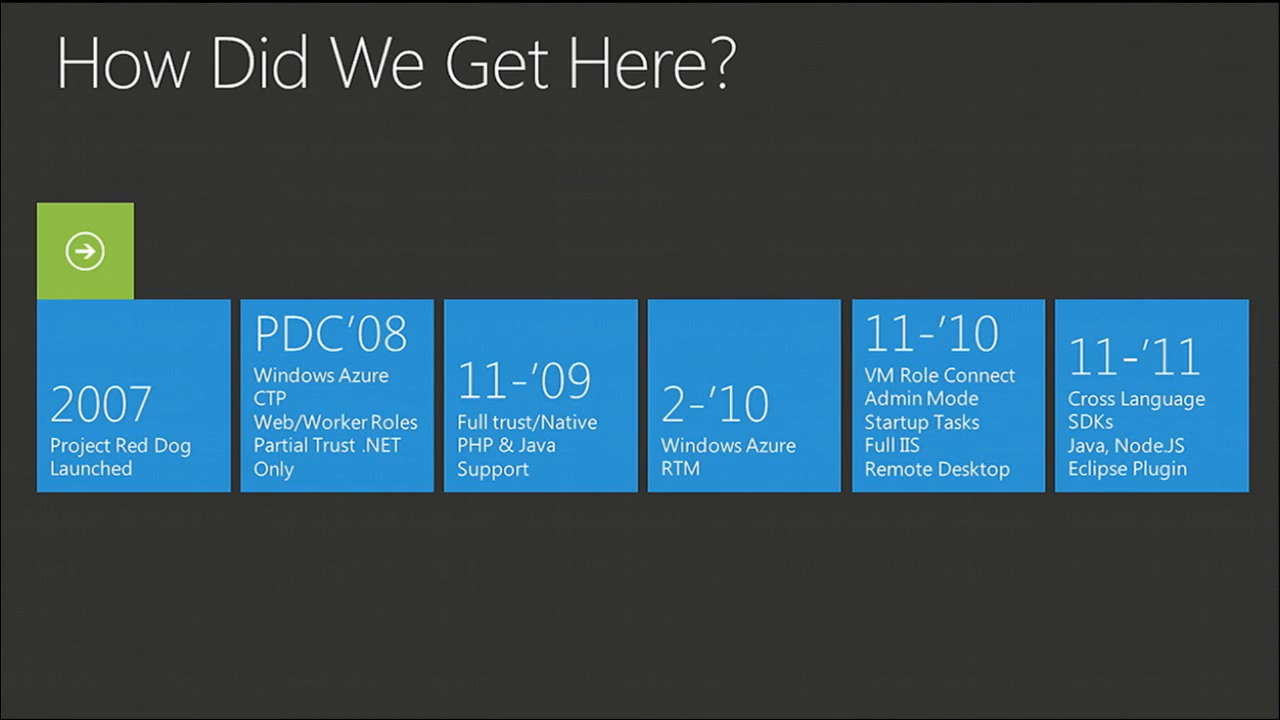 How Did We Get Here?
2007
Project Red Dog
Launched
PDC'08
Windows Azure
CTP
Web/Worker Roles
Partial Trust .NET
Only
11-'09
Full trust/Native
PHP & Java
Support
2-'10
Windows Azure
RTM
11-'10
VM Role Connect
Admin Mode
Startup Tasks
Full IIS
Remote Desktop
11-'11
Cross Language
SDKs
Java, Node.JS
Eclipse Plugin